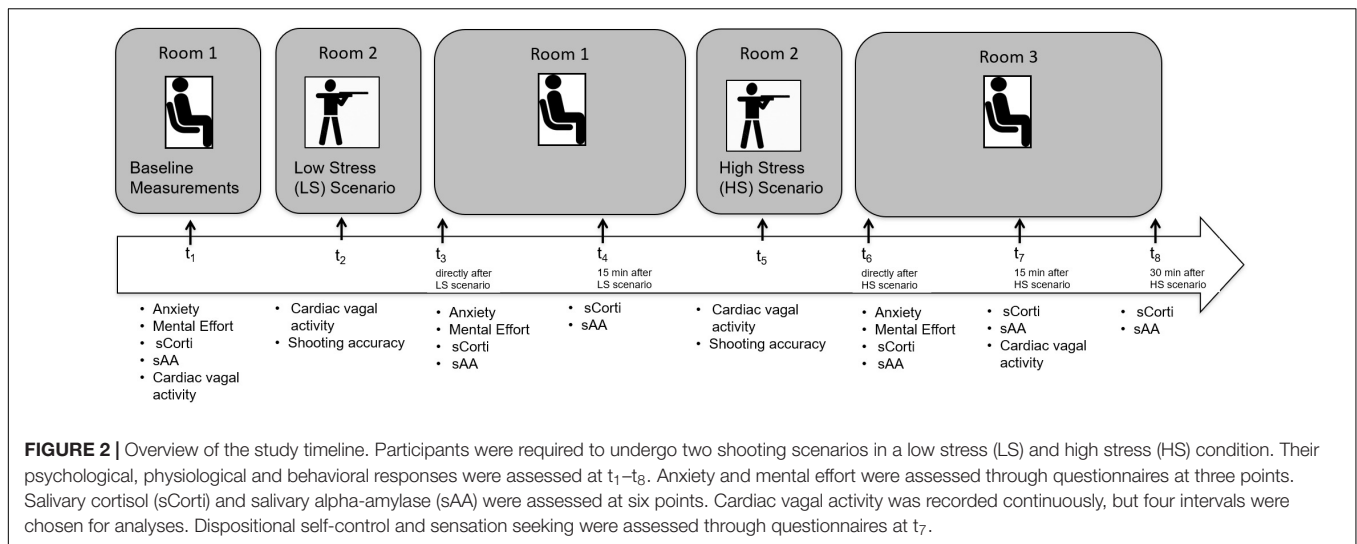 Room 1
Room 2
Room 1
Room 2
Room 3
Baseline
Measurements
Low Stress
(LS) Scenario
High Stress
(HS) Scenario
t1
t2
t3
directly after
LS scenario
t4
15 min after
LS scenario
t5
t6
directly after
HS scenario
t7
15 min after
HS scenario
t8
30 min after
HS scenario
• Anxiety
• Mental Effort
• sCorti
• sAA
• Cardiac vagal
activity
• Cardiac vagal
activity
• Shooting accuracy
• Anxiety
• Mental Effort
• sCorti
• sAA
• sCorti
• sAA
• Cardiac vagal
activity
• Shooting accuracy
• Anxiety
• Mental Effort
• sCorti
• sAA
• sCorti
• sAA
• Cardiac vagal
activity
• sCorti
• sAA
FIGURE 2 | Overview of the study timeline. Participants were required to undergo two shooting scenarios in a low stress (LS) and high stress (HS) condition. Their
psychological, physiological and behavioral responses were assessed at t1–t8. Anxiety and mental effort were assessed through questionnaires at three points.
Salivary cortisol (sCorti) and salivary alpha-amylase (sAA) were assessed at six points. Cardiac vagal activity was recorded continuously, but four intervals were
chosen for analyses. Dispositional self-control and sensation seeking were assessed through questionnaires at t7.